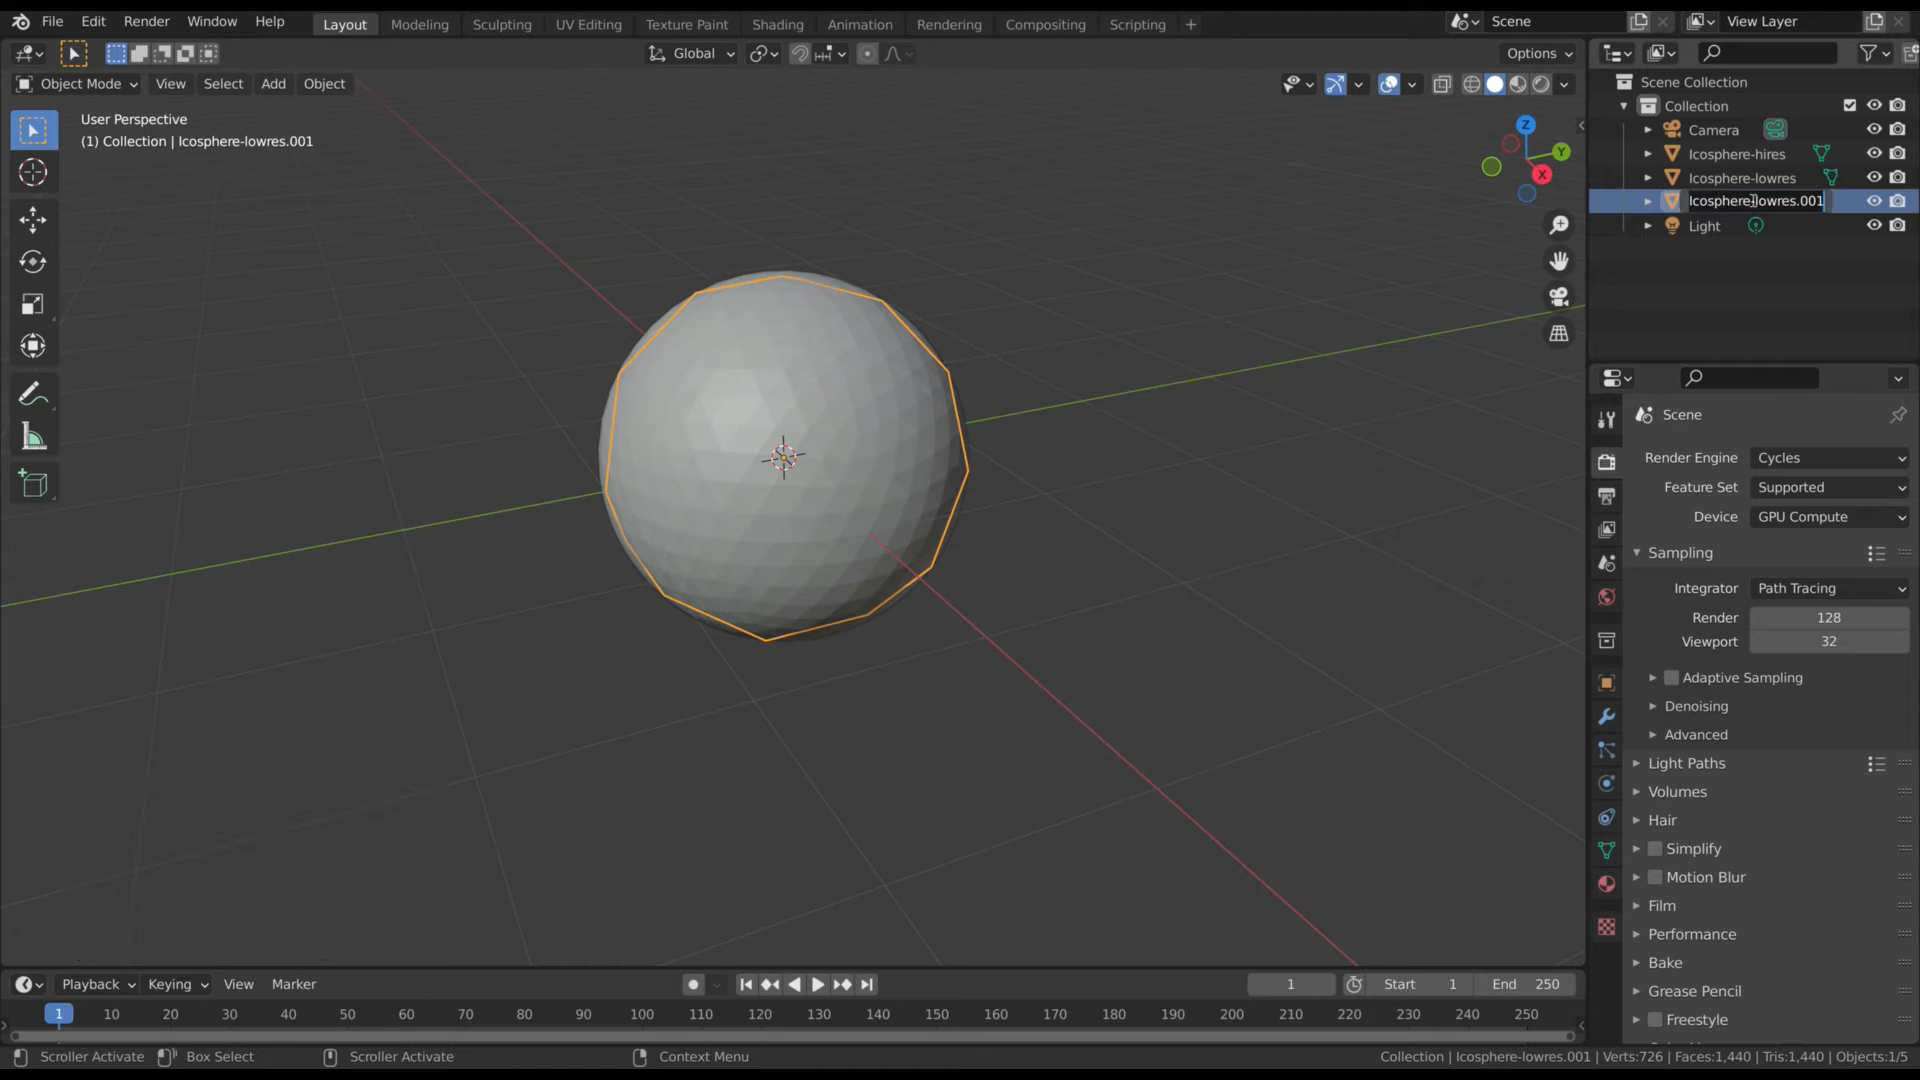 File Edit Render Window Help Layout Modeling Sculpting UV Editing Texture Paint Shading Animation Rendering Compositing Scripting + Scene View Layer
Global Options
Object Mode View Select Add Object
User Perspective
(1) Collection | Icosphere-lowres.001
Z
Y
X
Scene Collection
Collection
Camera
Icosphere-hires
Icosphere-lowres
Icosphere-lowres.001
Light
Scene
Render Engine Cycles
Feature Set Supported
Device GPU Compute
Sampling
Integrator Path Tracing
Render 128
Viewport 32
Adaptive Sampling
Denoising
Advanced
Light Paths
Volumes
Hair
Simplify
Motion Blur
Film
Performance
Bake
Grease Pencil
Freestyle
Playback Keying View Marker 1 Start 1 End 250
1 10 20 30 40 50 60 70 80 90 100 110 120 130 140 150 160 170 180 190 200 210 220 230 240 250
Scroller Activate Box Select Scroller Activate Context Menu Collection | Icosphere-lowres.001 | Verts:726 | Faces:1,440 | Tris:1,440 | Objects:1/5